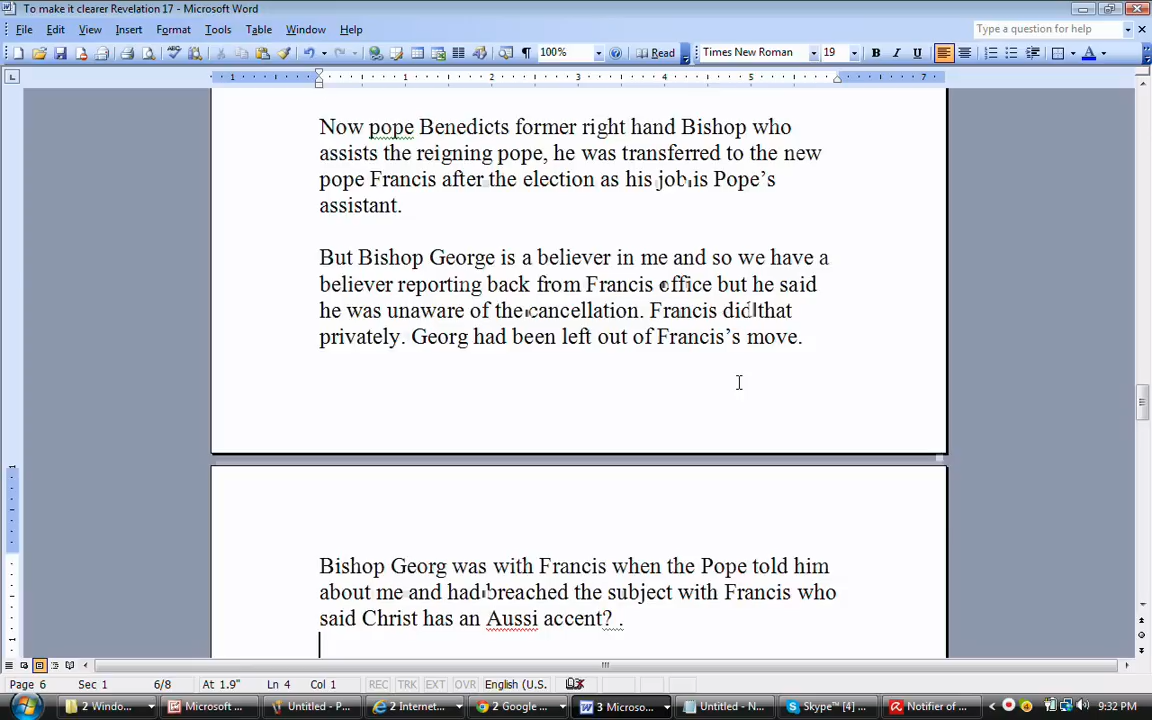 To make it clearer Revelation 17 - Microsoft Word
File Edit View Insert Format Tools Table Window Help
Type a question for help
100% Read Times New Roman 19 B I U A
1 1 2 3 4 5 7
Now pope Benedicts former right hand Bishop who
assists the reigning pope, he was transferred to the new
pope Francis after the election as his job is Pope’s
assistant.
But Bishop George is a believer in me and so we have a
believer reporting back from Francis office but he said
he was unaware of the cancellation. Francis did that
privately. Georg had been left out of Francis’s move.
Bishop Georg was with Francis when the Pope told him
about me and had breached the subject with Francis who
said Christ has an Aussi accent? .
Page 6 Sec 1 6/8 At 1.9" Ln 4 Col 1 REC TRK EXT OVR English (U.S.
2 Windo... Microsoft ... Untitled - P... 2 Internet... 2 Google ... 3 Microso... Untitled - N... Skype™ [4] ... Notifier of ... 9:32 PM